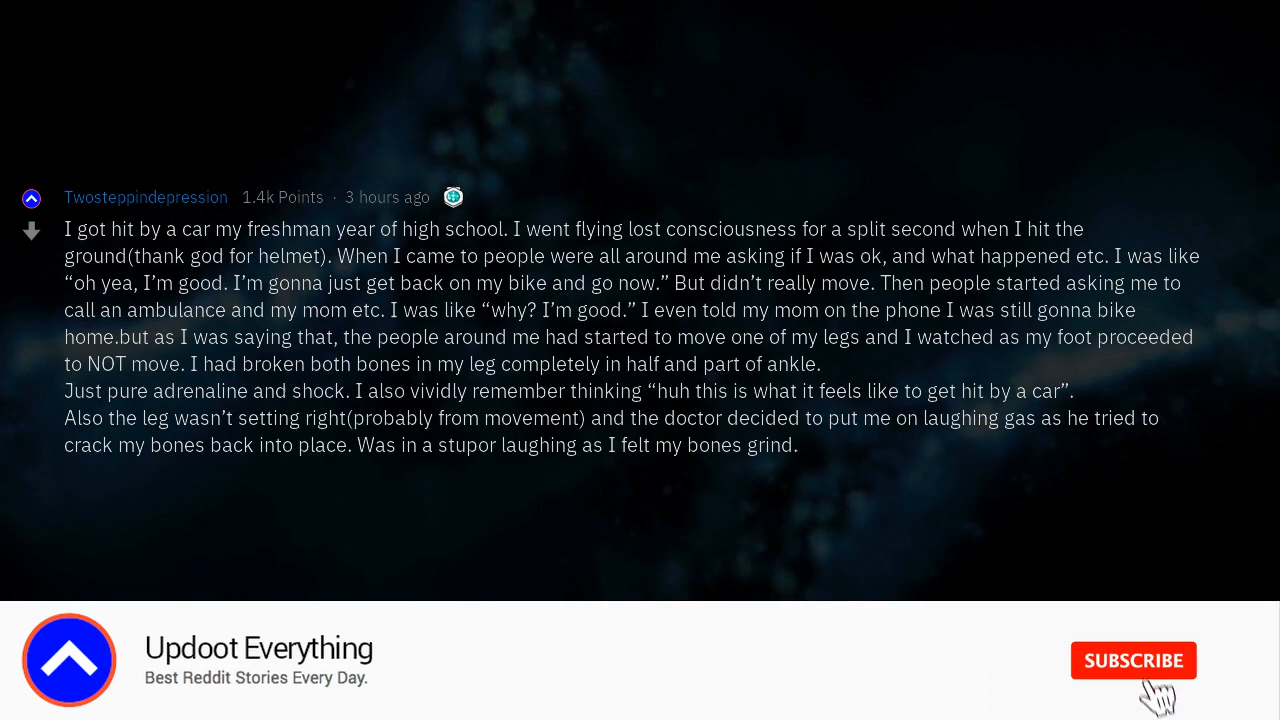 Twosteppindepression 1.4k Points · 3 hours ago
I got hit by a car my freshman year of high school. I went flying lost consciousness for a split second when I hit the
ground(thank god for helmet). When I came to people were all around me asking if I was ok, and what happened etc. I was like
“oh yea, I’m good. I’m gonna just get back on my bike and go now.” But didn’t really move. Then people started asking me to
call an ambulance and my mom etc. I was like “why? I’m good.” I even told my mom on the phone I was still gonna bike
home.but as I was saying that, the people around me had started to move one of my legs and I watched as my foot proceeded
to NOT move. I had broken both bones in my leg completely in half and part of ankle.
Just pure adrenaline and shock. I also vividly remember thinking “huh this is what it feels like to get hit by a car”.
Also the leg wasn’t setting right(probably from movement) and the doctor decided to put me on laughing gas as he tried to
crack my bones back into place. Was in a stupor laughing as I felt my bones grind.
Updoot Everything
Best Reddit Stories Every Day.
SUBSCRIBE